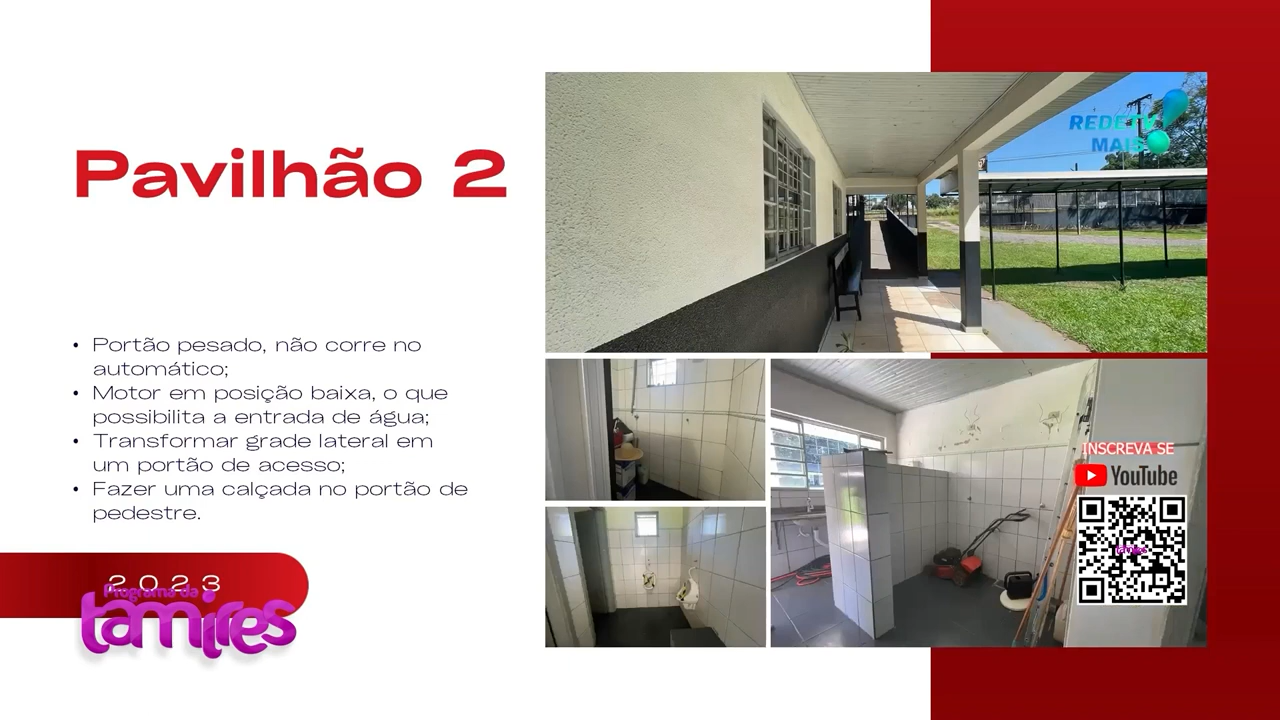 Pavilhão 2
• Portão pesado, não corre no
automático;
• Motor em posição baixa, o que
possibilita a entrada de água;
• Transformar grade lateral em
um portão de acesso;
• Fazer uma calçada no portão de
pedestre.
2023
Programa da
tamires
REDETV!
MAIS
INSCREVA SE
YouTube
tamires